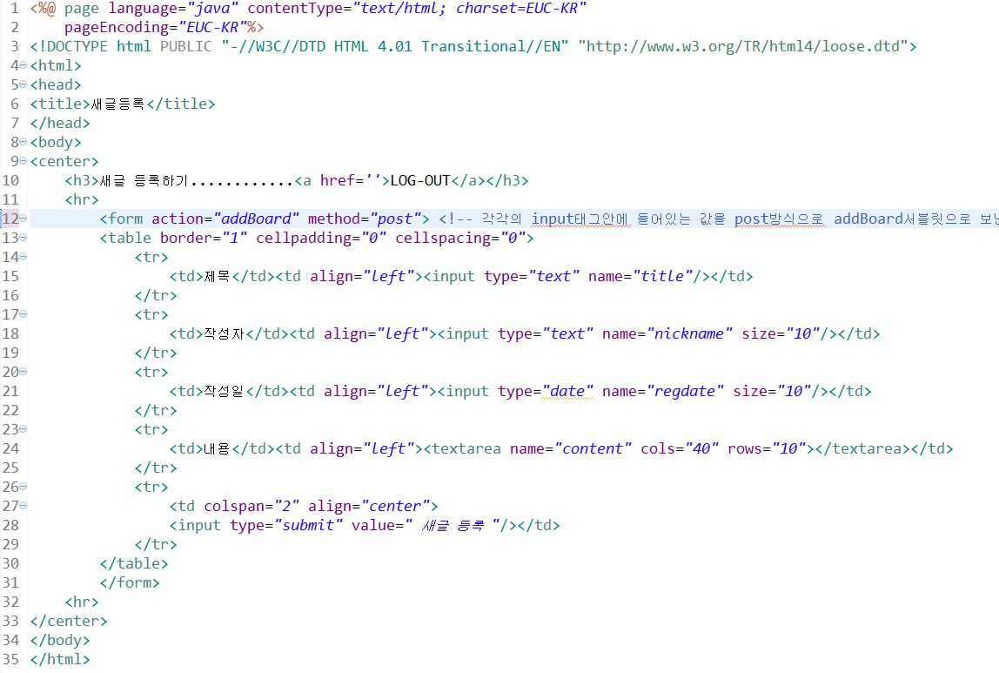 1 <%@ page language="java" contentType="text/html; charset=EUC-KR"
2     pageEncoding="EUC-KR"%>
3 <!DOCTYPE html PUBLIC "-//W3C//DTD HTML 4.01 Transitional//EN" "http://www.w3.org/TR/html4/loose.dtd">
4 <html>
5 <head>
6 <title>새글등록</title>
7 </head>
8 <body>
9 <center>
10     <h3>새글 등록하기............<a href=''>LOG-OUT</a></h3>
11     <hr>
12         <form action="addBoard" method="post"> <!-- 각각의 input태그안에 들어있는 값을 post방식으로 addBoard서블릿으로
13         <table border="1" cellpadding="0" cellspacing="0">
14             <tr>
15                 <td>제목</td><td align="left"><input type="text" name="title"/></td>
16             </tr>
17             <tr>
18                 <td>작성자</td><td align="left"><input type="text" name="nickname" size="10"/></td>
19             </tr>
20             <tr>
21                 <td>작성일</td><td align="left"><input type="date" name="regdate" size="10"/></td>
22             </tr>
23             <tr>
24                 <td>내용</td><td align="left"><textarea name="content" cols="40" rows="10"></textarea></td>
25             </tr>
26             <tr>
27                 <td colspan="2" align="center">
28                 <input type="submit" value=" 새글 등록 "/></td>
29             </tr>
30         </table>
31         </form>
32     <hr>
33 </center>
34 </body>
35 </html>